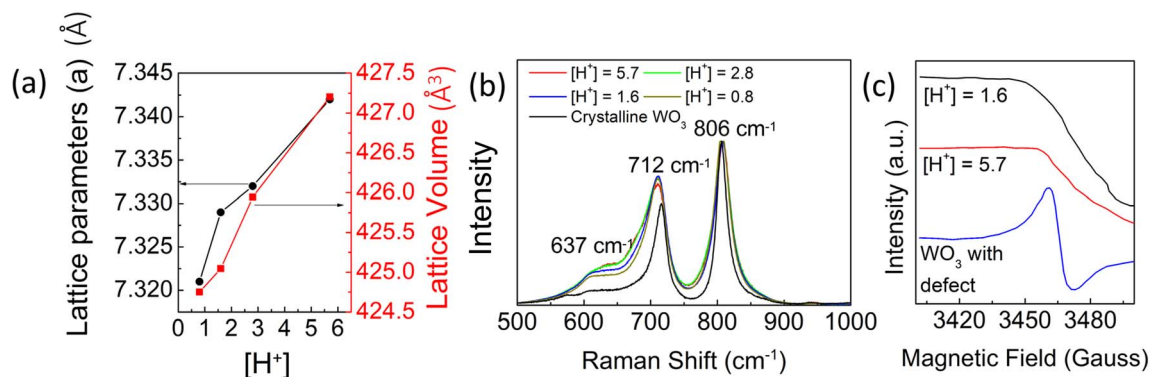 (a)
Lattice parameters (a) (Å)
7.345
7.340
7.335
7.330
7.325
7.320
0 1 2 3 4 5 6
[H⁺]
427.5
427.0
426.5
426.0
425.5
425.0
424.5
Lattice Volume (Å³)
(b)
Intensity
[H⁺] = 5.7 [H⁺] = 2.8
[H⁺] = 1.6 [H⁺] = 0.8
Crystalline WO₃
806 cm⁻¹
712 cm⁻¹
637 cm⁻¹
500 600 700 800 900 1000
Raman Shift (cm⁻¹)
(c)
Intensity (a.u.)
[H⁺] = 1.6
[H⁺] = 5.7
WO₃ with
defect
3420 3450 3480
Magnetic Field (Gauss)